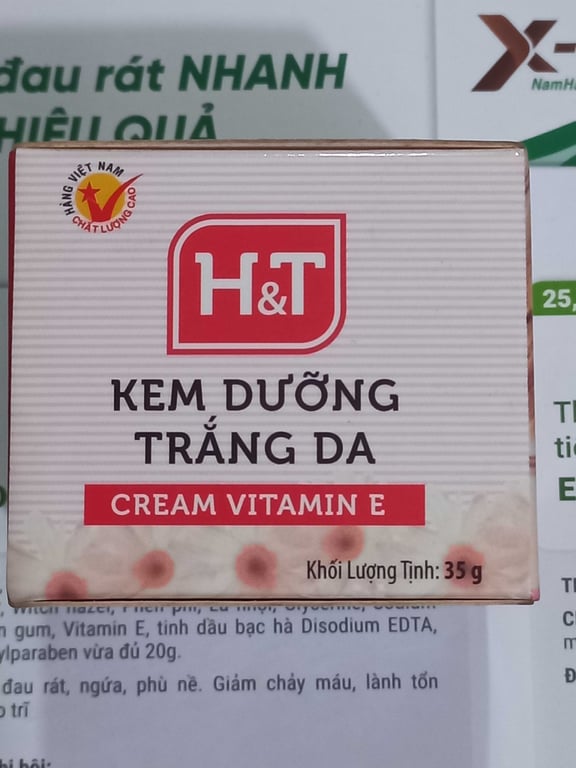 đau rát NHANH
HIỆU QUẢ
X-
NamHà
HÀNG VIỆT NAM
CHẤT LƯỢNG CAO
H&T
KEM DƯỠNG
TRẮNG DA
CREAM VITAMIN E
Khối Lượng Tịnh: 35 g
25,
E
gum, Vitamin E, tinh dầu bạc hà Disodium EDTA,
vừa đủ 20g.
đau rát, ngứa, phù nề. Giảm chảy máu, lành tổn
trĩ